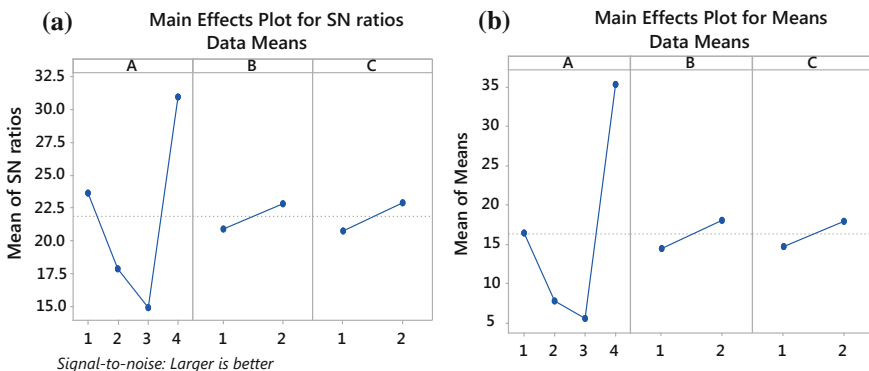 (a)
Main Effects Plot for SN ratios
Data Means
A B C
Mean of SN ratios
32.5
30.0
27.5
25.0
22.5
20.0
17.5
15.0
1 2 3 4 1 2 1 2
Signal-to-noise: Larger is better
(b)
Main Effects Plot for Means
Data Means
A B C
Mean of Means
35
30
25
20
15
10
5
1 2 3 4 1 2 1 2